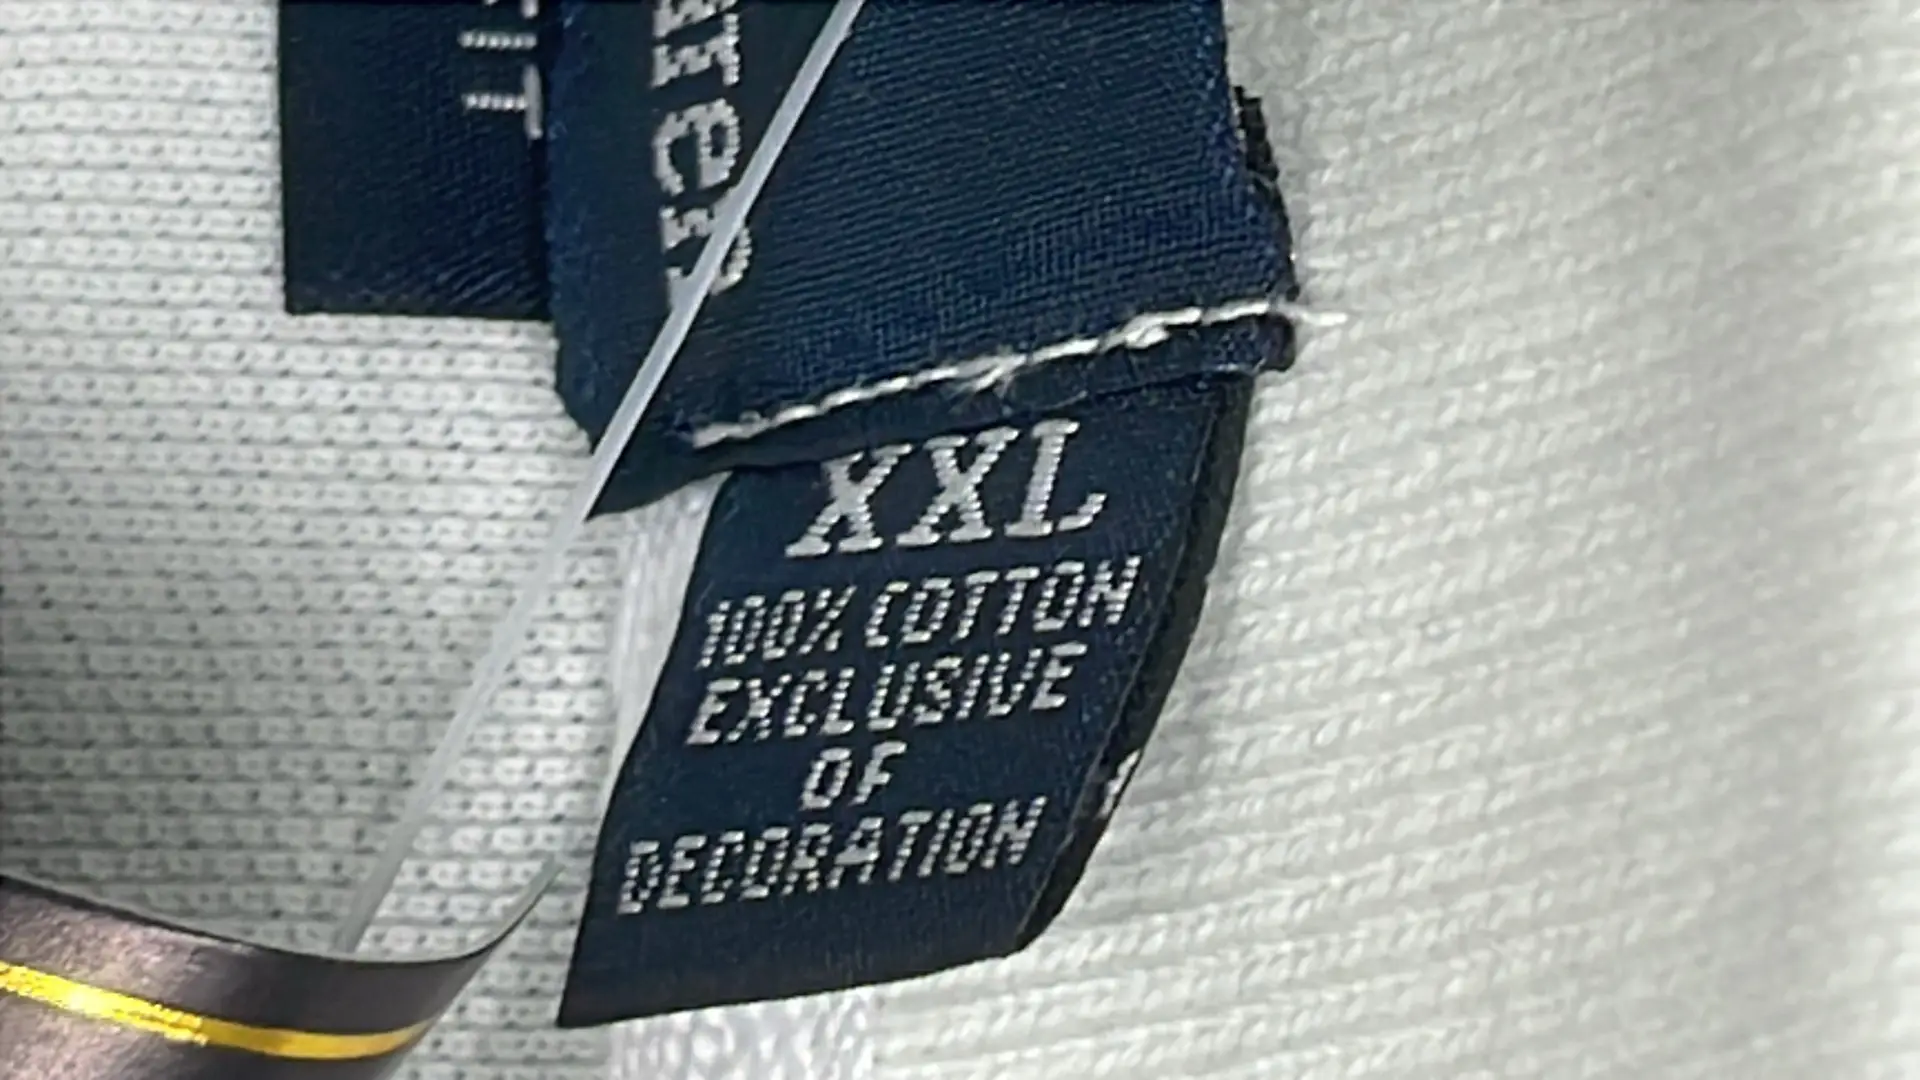 XXL
100% COTTON
EXCLUSIVE
OF
DECORATION